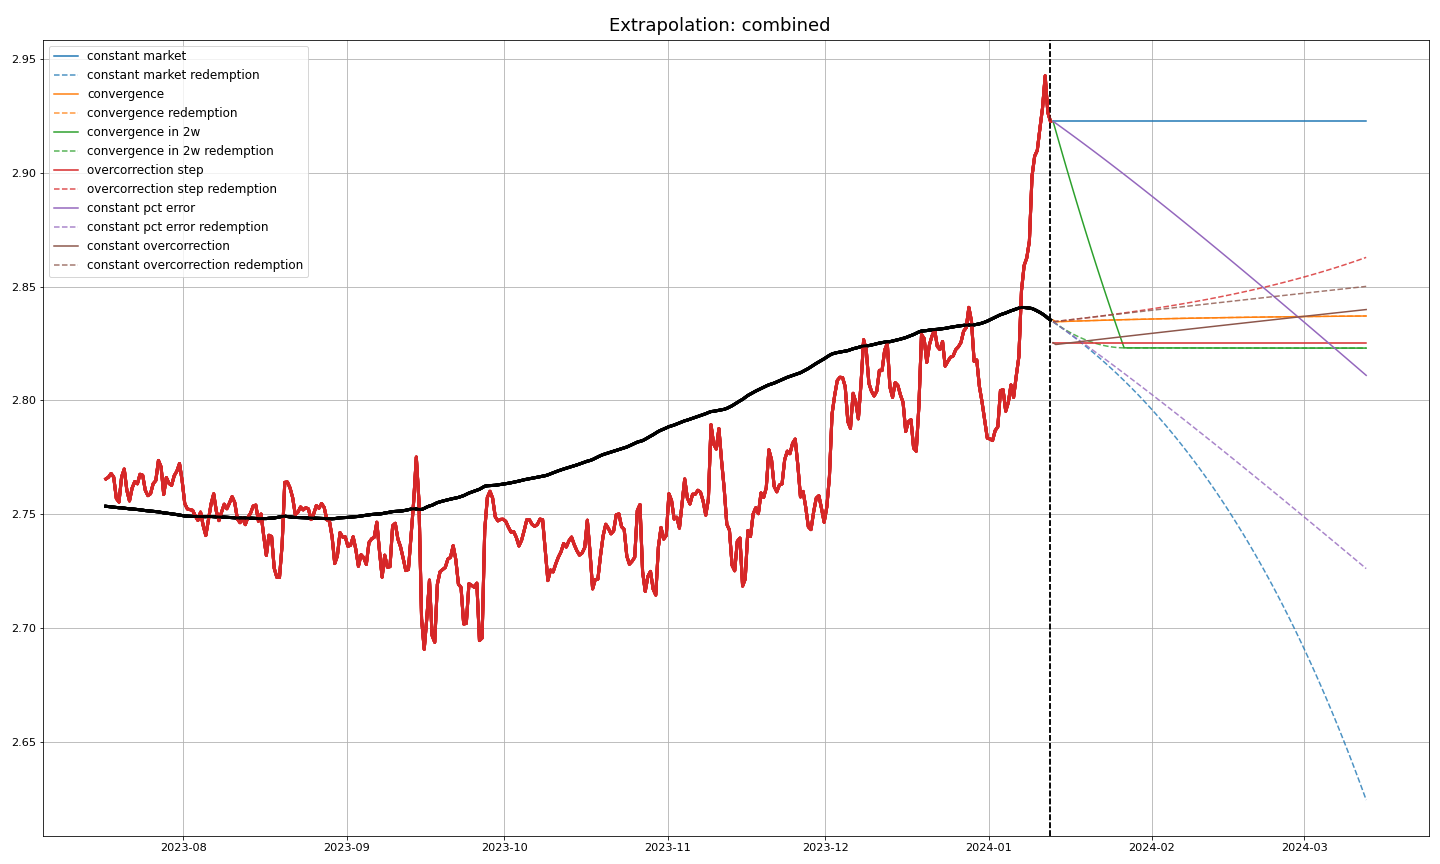 Extrapolation: combined
constant market
constant market redemption
convergence
convergence redemption
convergence in 2w
convergence in 2w redemption
overcorrection step
overcorrection step redemption
constant pct error
constant pct error redemption
constant overcorrection
constant overcorrection redemption
2.95
2.90
2.85
2.80
2.75
2.70
2.65
2023-08 2023-09 2023-10 2023-11 2023-12 2024-01 2024-02 2024-03